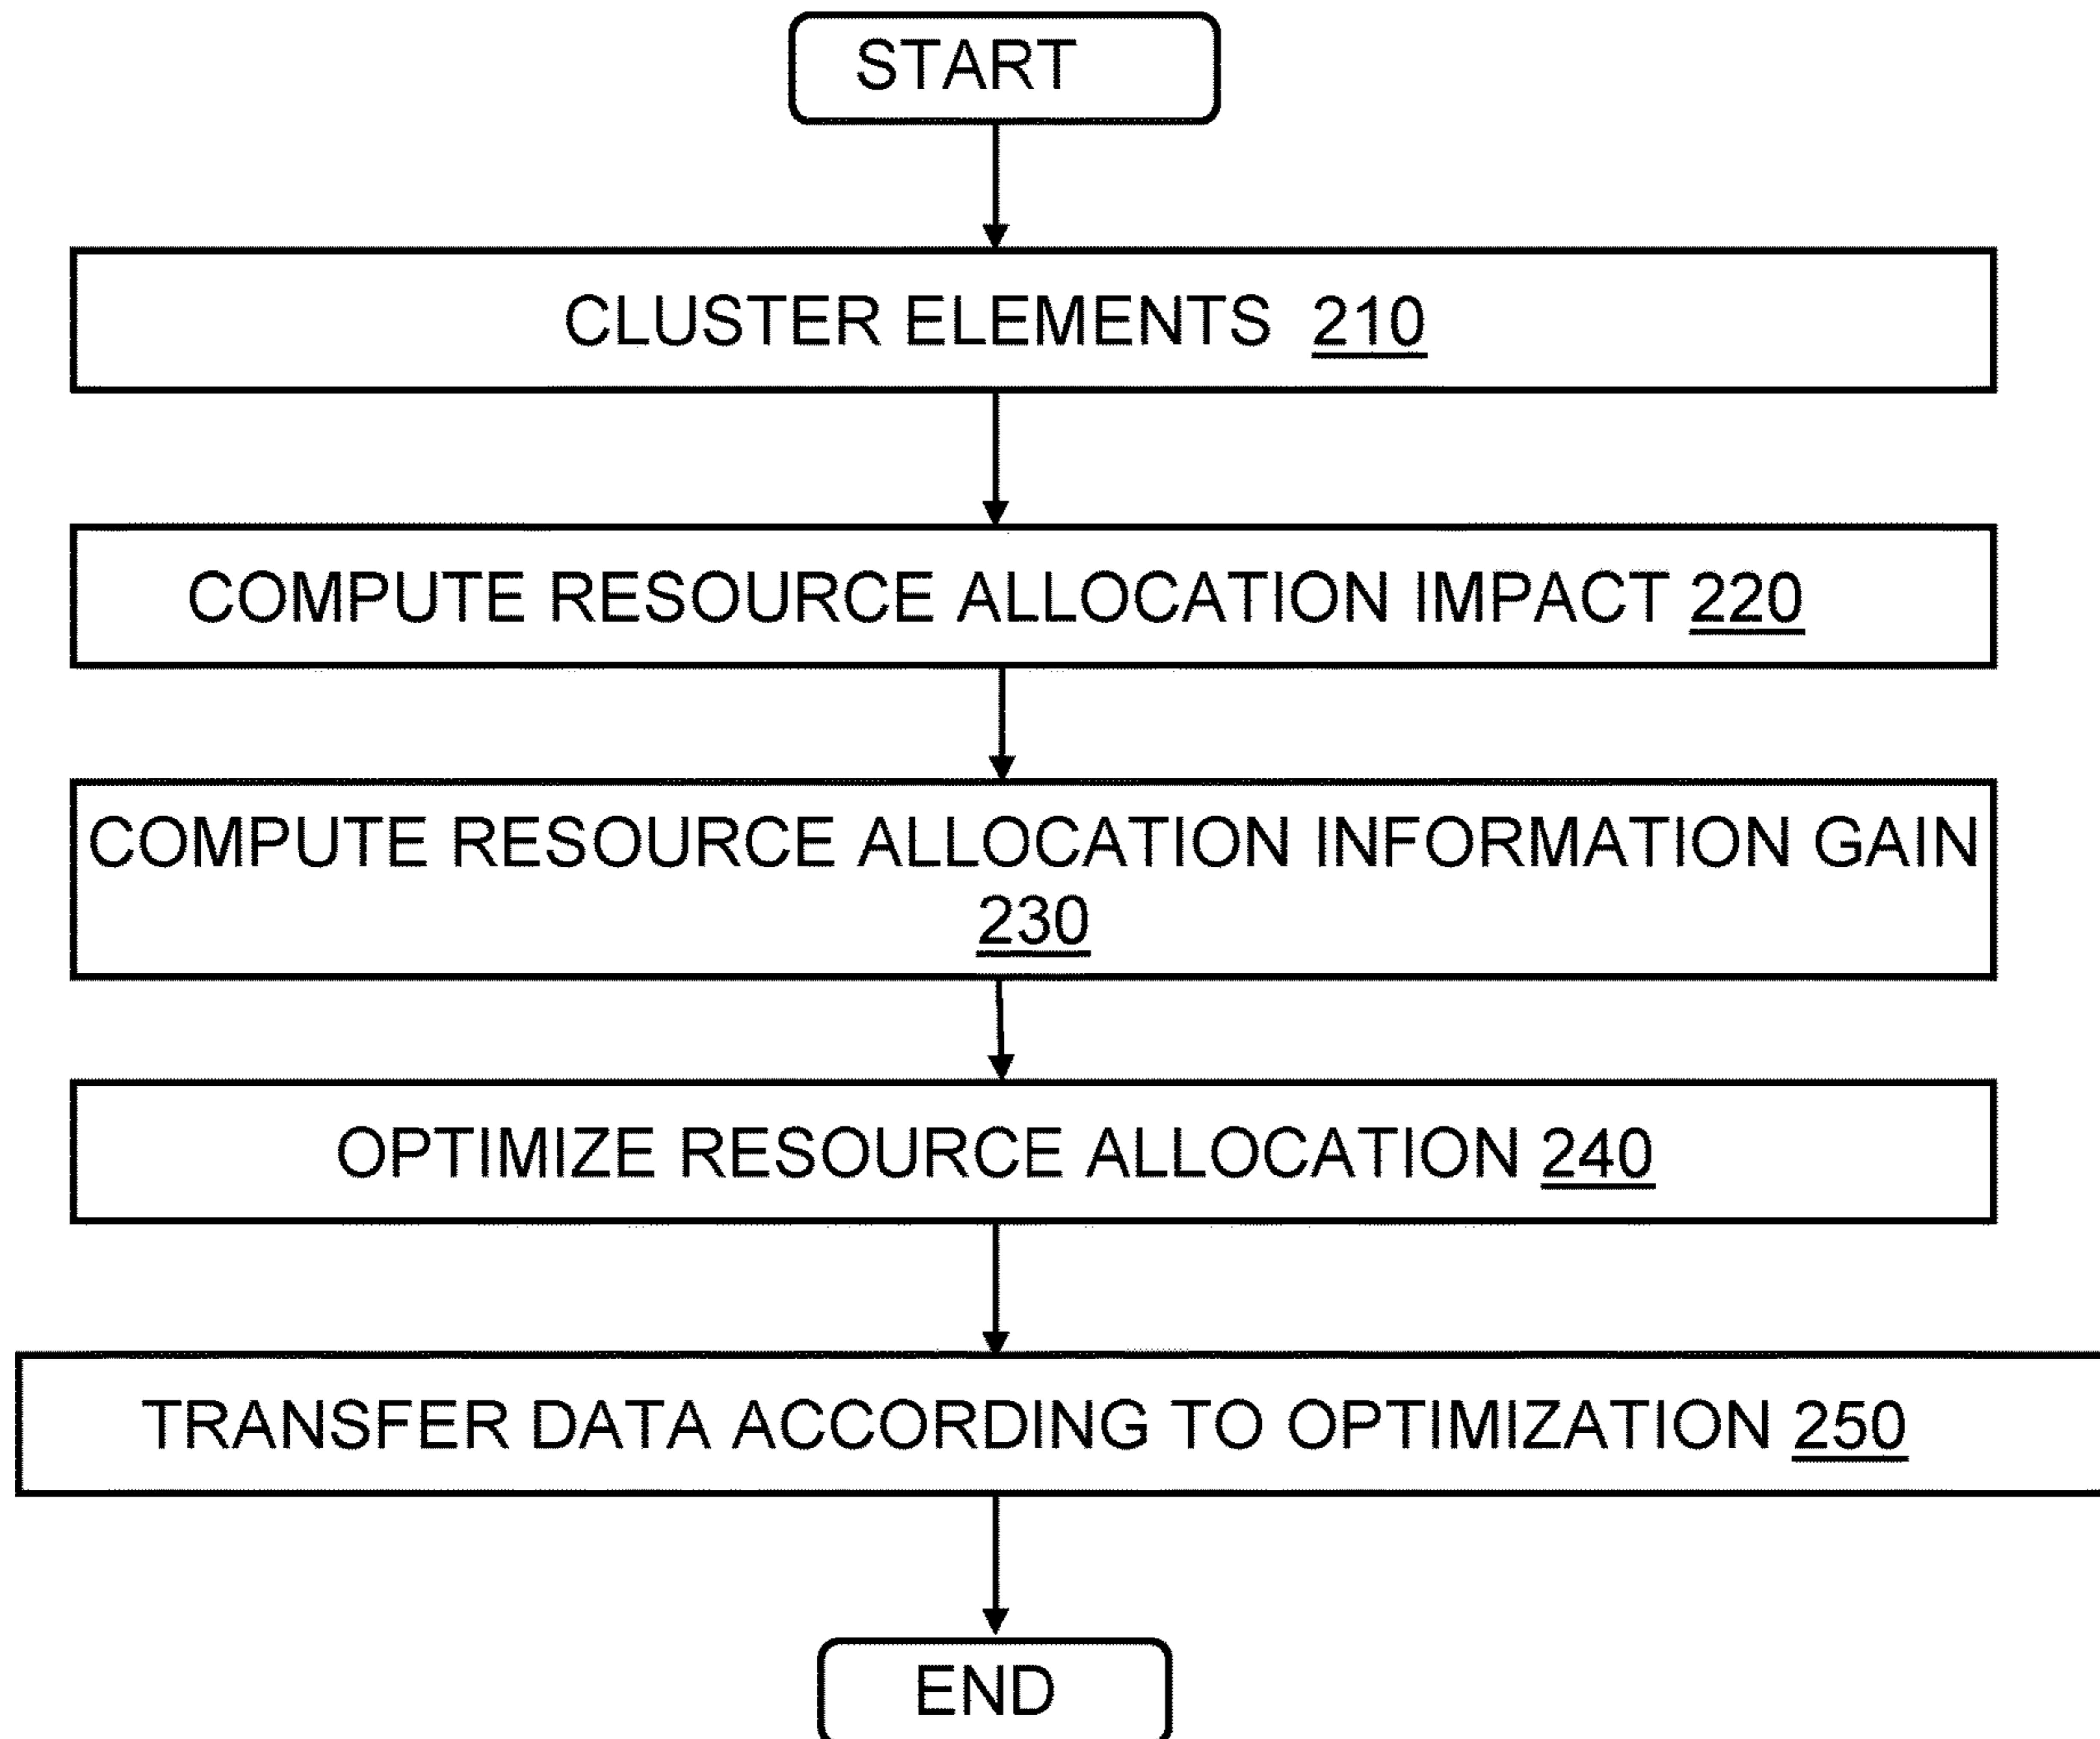 START
CLUSTER ELEMENTS 210
COMPUTE RESOURCE ALLOCATION IMPACT 220
COMPUTE RESOURCE ALLOCATION INFORMATION GAIN
230
OPTIMIZE RESOURCE ALLOCATION 240
TRANSFER DATA ACCORDING TO OPTIMIZATION 250
END